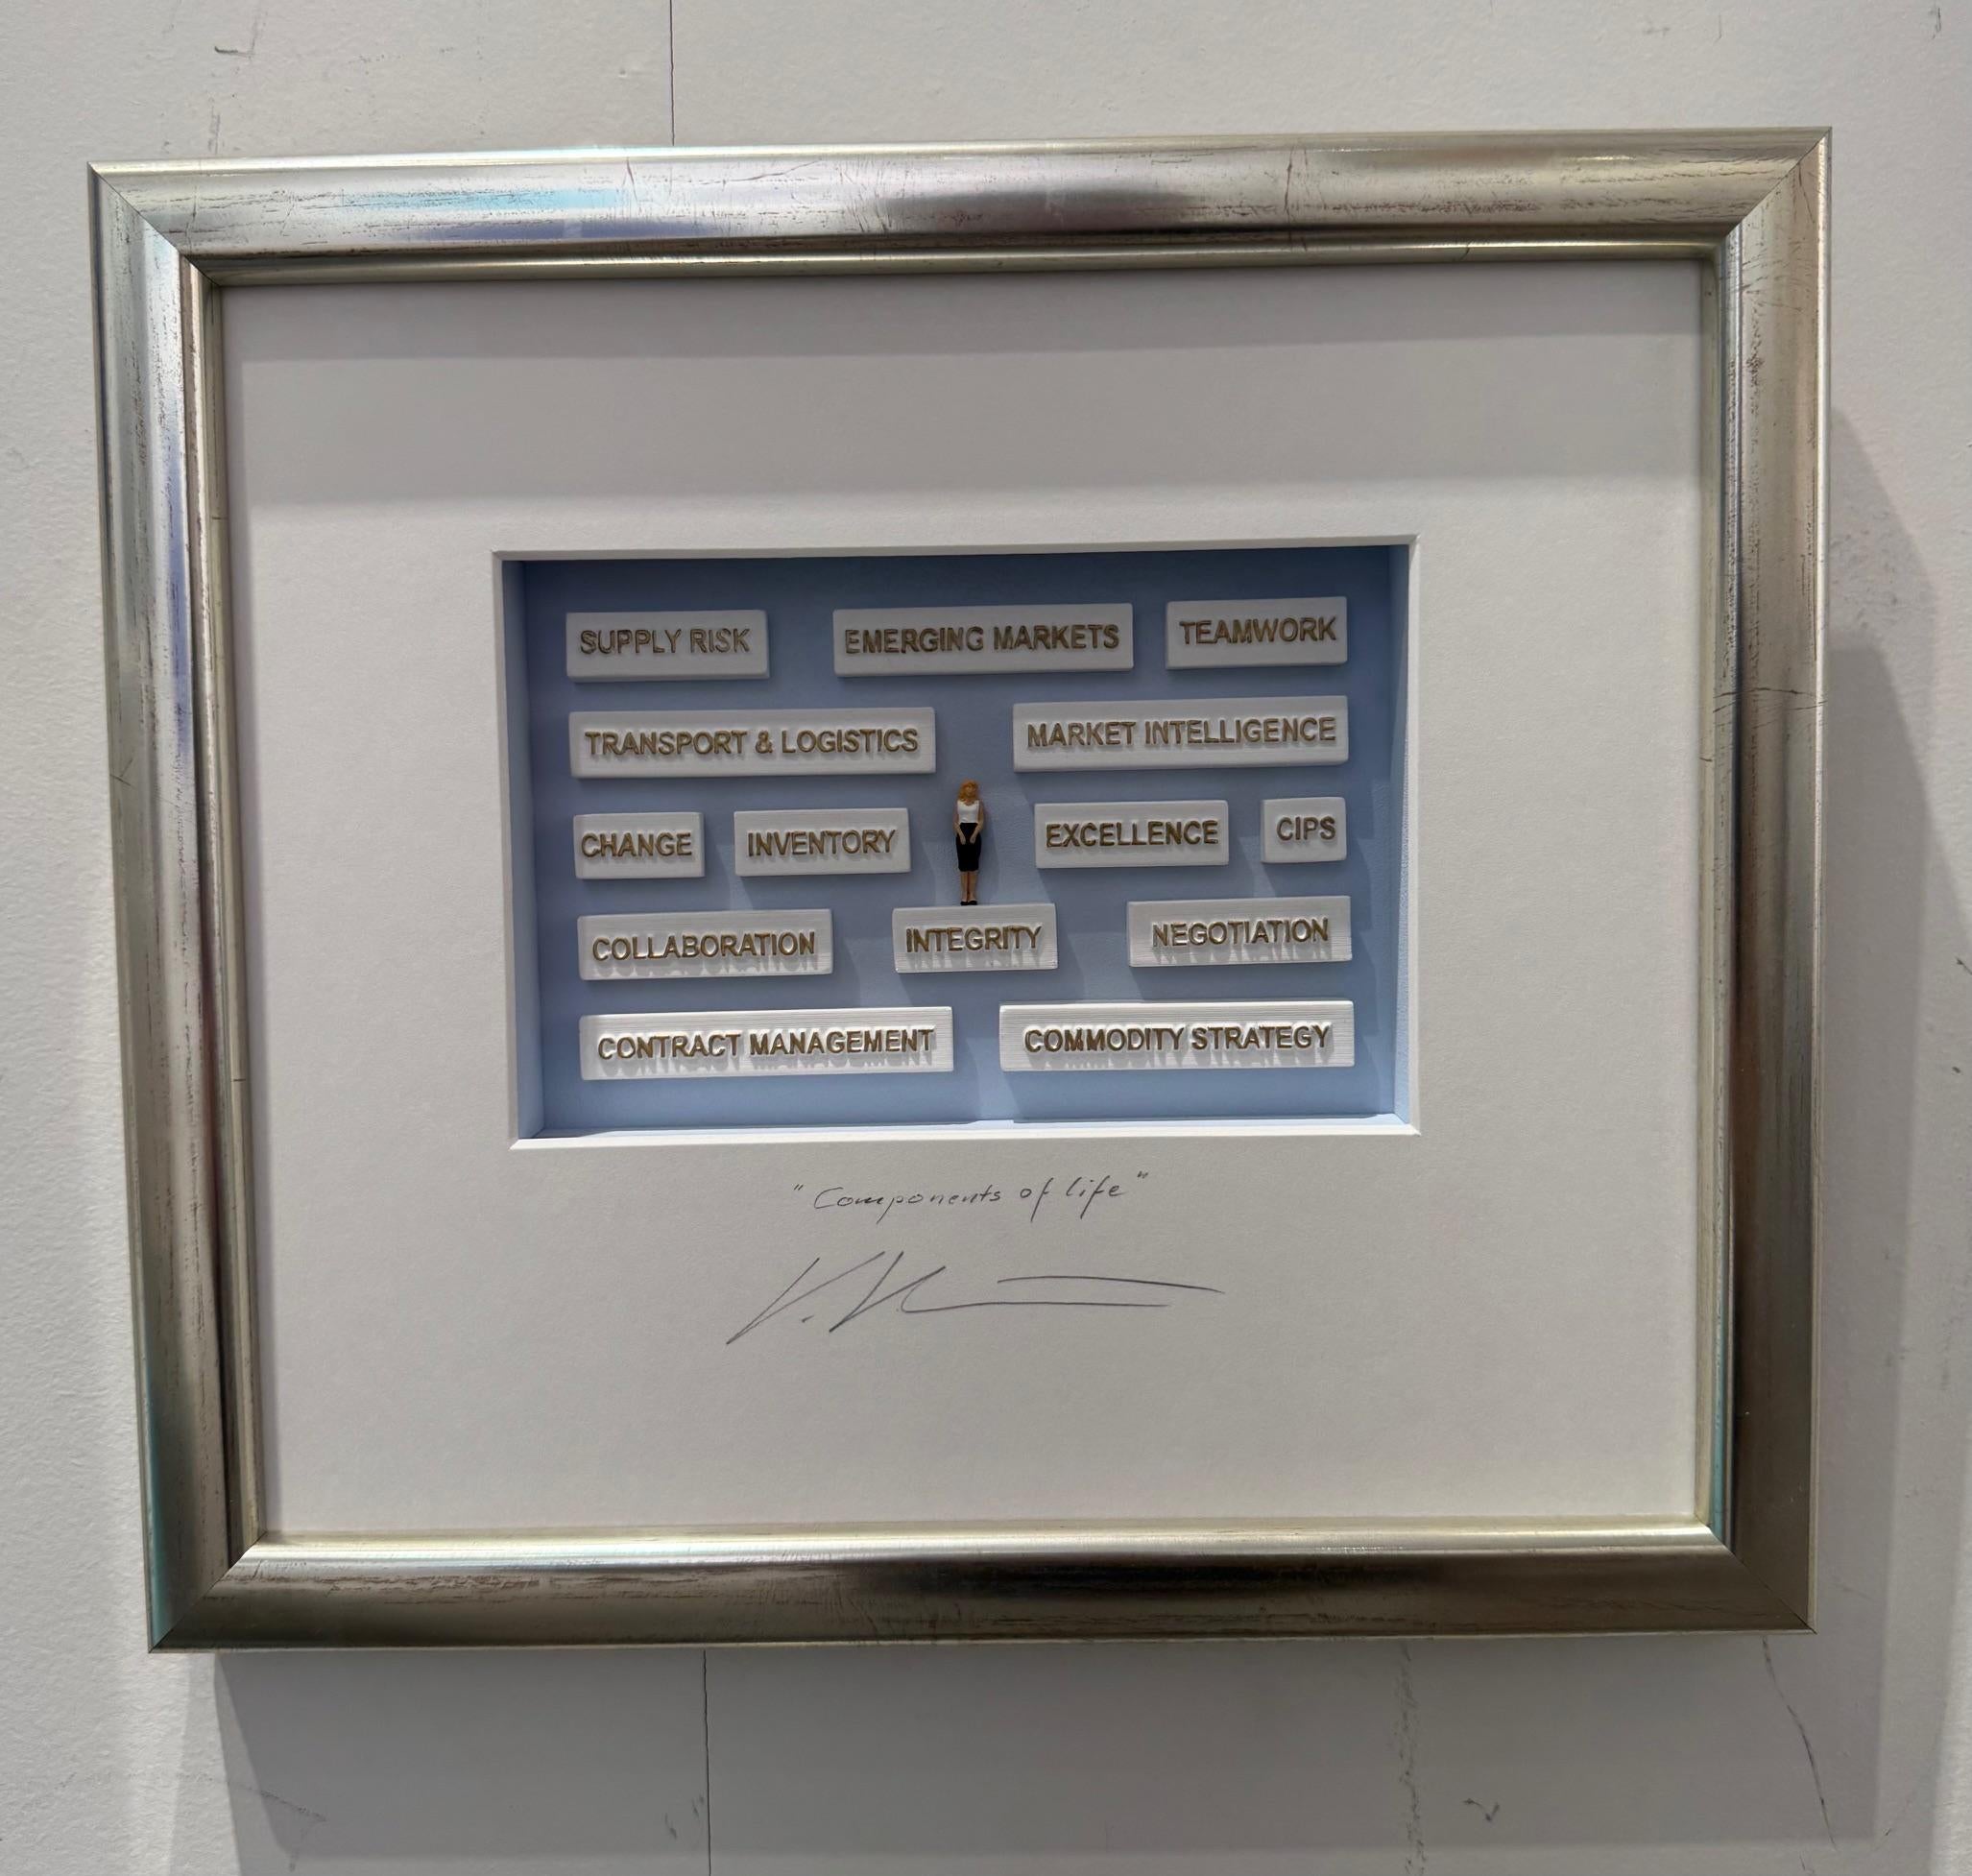 SUPPLY RISK EMERGING MARKETS TEAMWORK
TRANSPORT & LOGISTICS MARKET INTELLIGENCE
CHANGE INVENTORY EXCELLENCE CIPS
COLLABORATION INTEGRITY NEGOTIATION
CONTRACT MANAGEMENT COMMODITY STRATEGY
"Components of life"